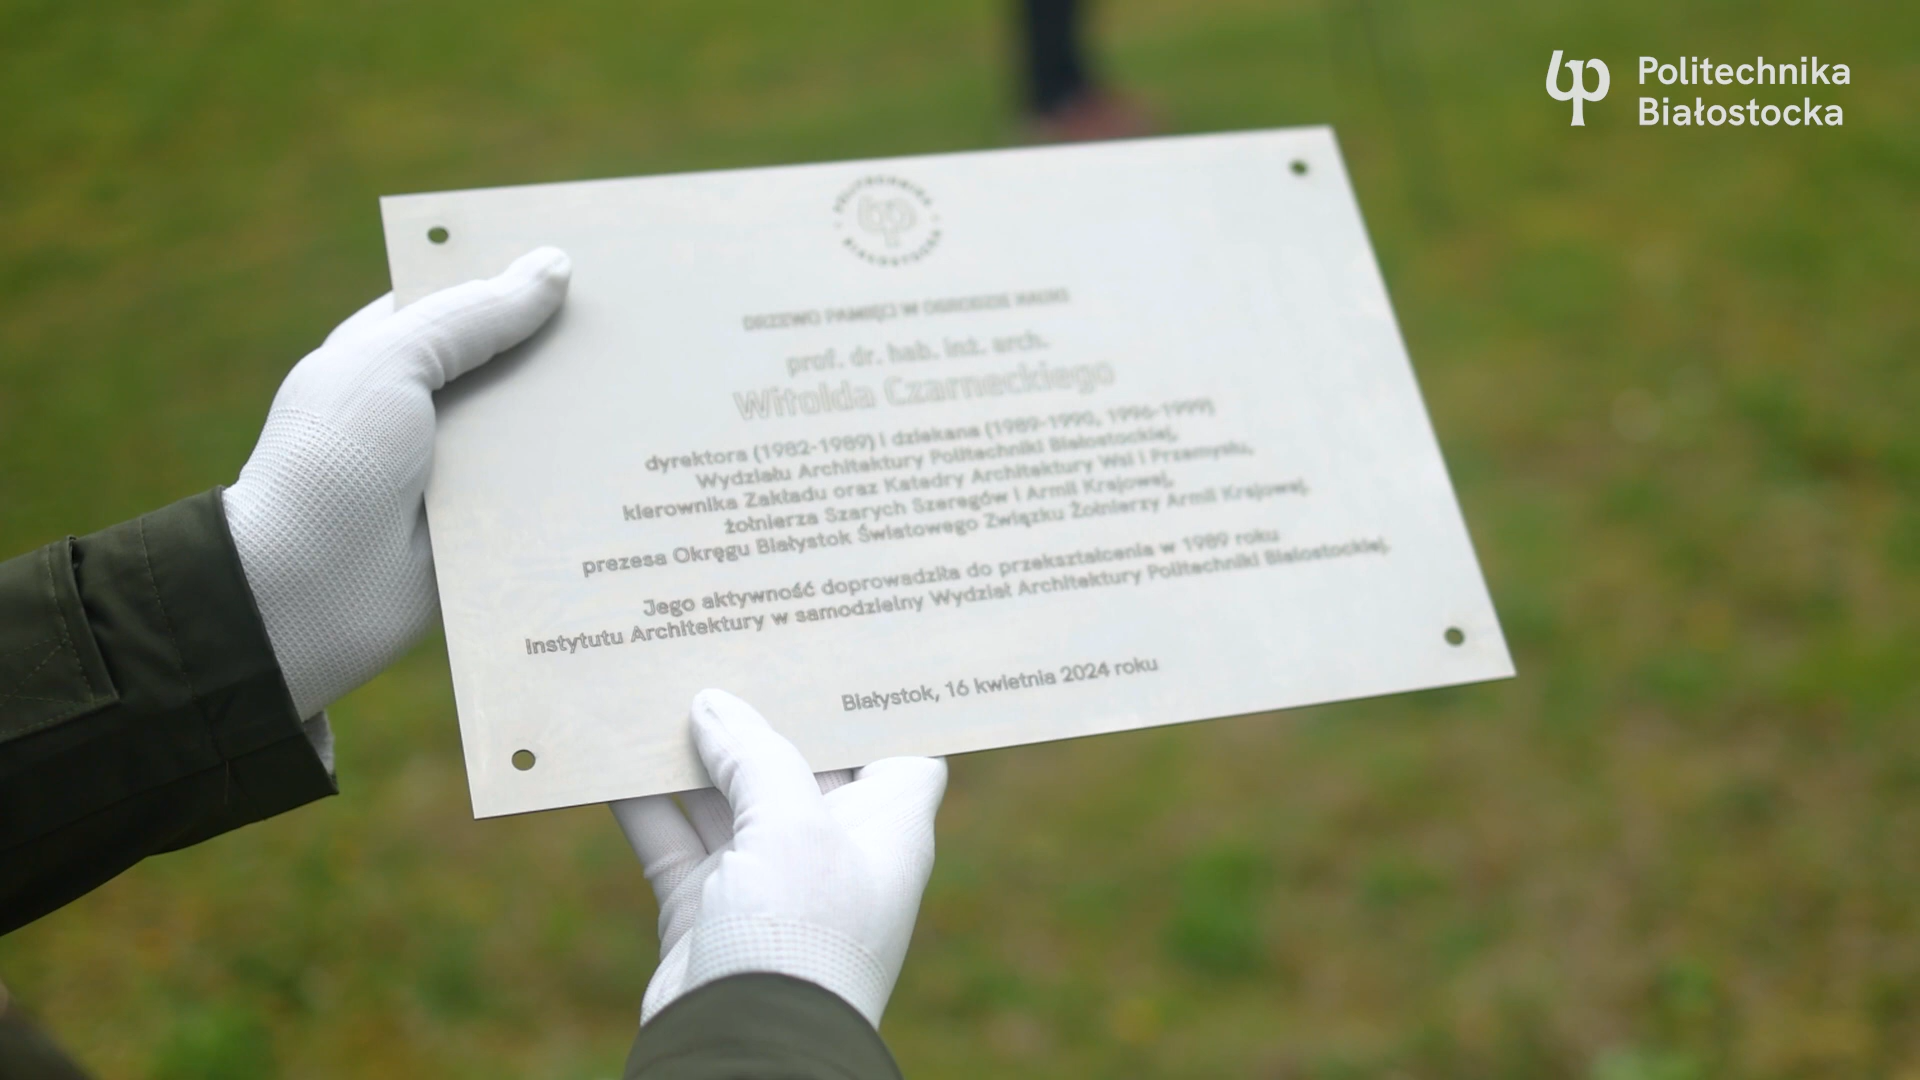 Politechnika
Białostocka
POLITECHNIKA
BIAŁOSTOCKA
DRZEWO PAMIĘCI W OGRODZIE NAUKI
prof. dr. hab. inż. arch.
Witolda Czarneckiego
dyrektora (1982-1989) i dziekana (1989-1990, 1996-1999)
Wydziału Architektury Politechniki Białostockiej,
kierownika Zakładu oraz Katedry Architektury Wsi i Przemysłu,
żołnierza Szarych Szeregów i Armii Krajowej,
prezesa Okręgu Białystok Światowego Związku Żołnierzy Armii Krajowej.
Jego aktywność doprowadziła do przekształcenia w 1989 roku
Instytutu Architektury w samodzielny Wydział Architektury Politechniki Białostockiej.
Białystok, 16 kwietnia 2024 roku